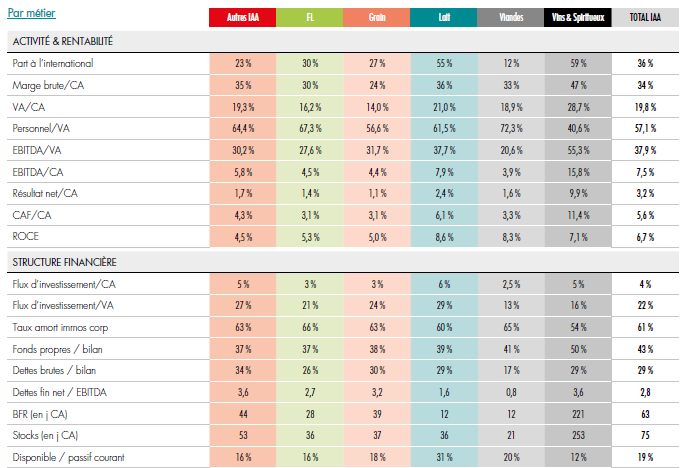 Par métier Autres IAA FL Grain Lait Viandes Vins & Spiritueux TOTAL IAA
ACTIVITÉ & RENTABILITÉ
Part à l'international 23 % 30 % 27 % 55 % 12 % 59 % 36 %
Marge brute/CA 35 % 30 % 24 % 36 % 33 % 47 % 34 %
VA/CA 19,3 % 16,2 % 14,0 % 21,0 % 18,9 % 28,7 % 19,8 %
Personnel/VA 64,4 % 67,3 % 56,6 % 61,5 % 72,3 % 40,6 % 57,1 %
EBITDA/VA 30,2 % 27,6 % 31,7 % 37,7 % 20,6 % 55,3 % 37,9 %
EBITDA/CA 5,8 % 4,5 % 4,4 % 7,9 % 3,9 % 15,8 % 7,5 %
Résultat net/CA 1,7 % 1,4 % 1,1 % 2,4 % 1,6 % 9,9 % 3,2 %
CAF/CA 4,3 % 3,1 % 3,1 % 6,1 % 3,3 % 11,4 % 5,6 %
ROCE 4,5 % 5,3 % 5,0 % 8,6 % 8,3 % 7,1 % 6,7 %
STRUCTURE FINANCIÈRE
Flux d'investissement/CA 5 % 3 % 3 % 6 % 2,5 % 5 % 4 %
Flux d'investissement/VA 27 % 21 % 24 % 29 % 13 % 16 % 22 %
Taux amort immos corp 63 % 66 % 63 % 60 % 65 % 54 % 61 %
Fonds propres / bilan 37 % 37 % 38 % 39 % 41 % 50 % 43 %
Dettes brutes / bilan 34 % 26 % 30 % 29 % 17 % 29 % 29 %
Dettes fin net / EBITDA 3,6 2,7 3,2 1,6 0,8 3,6 2,8
BFR (en j CA) 44 28 39 12 12 221 63
Stocks (en j CA) 53 36 37 36 21 253 75
Disponible / passif courant 16 % 16 % 18 % 31 % 20 % 12 % 19 %